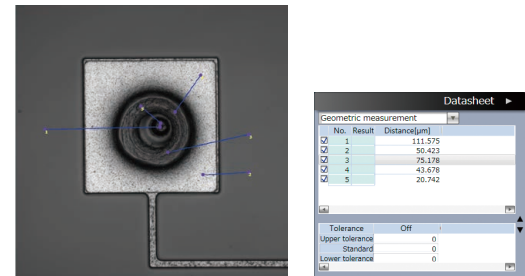 Datasheet ►
Geometric measurement
No. Result Distance[µm]
1 111.575
2 50.423
3 75.178
4 43.678
5 20.742
Tolerance Off
Upper tolerance 0
Standard 0
Lower tolerance 0